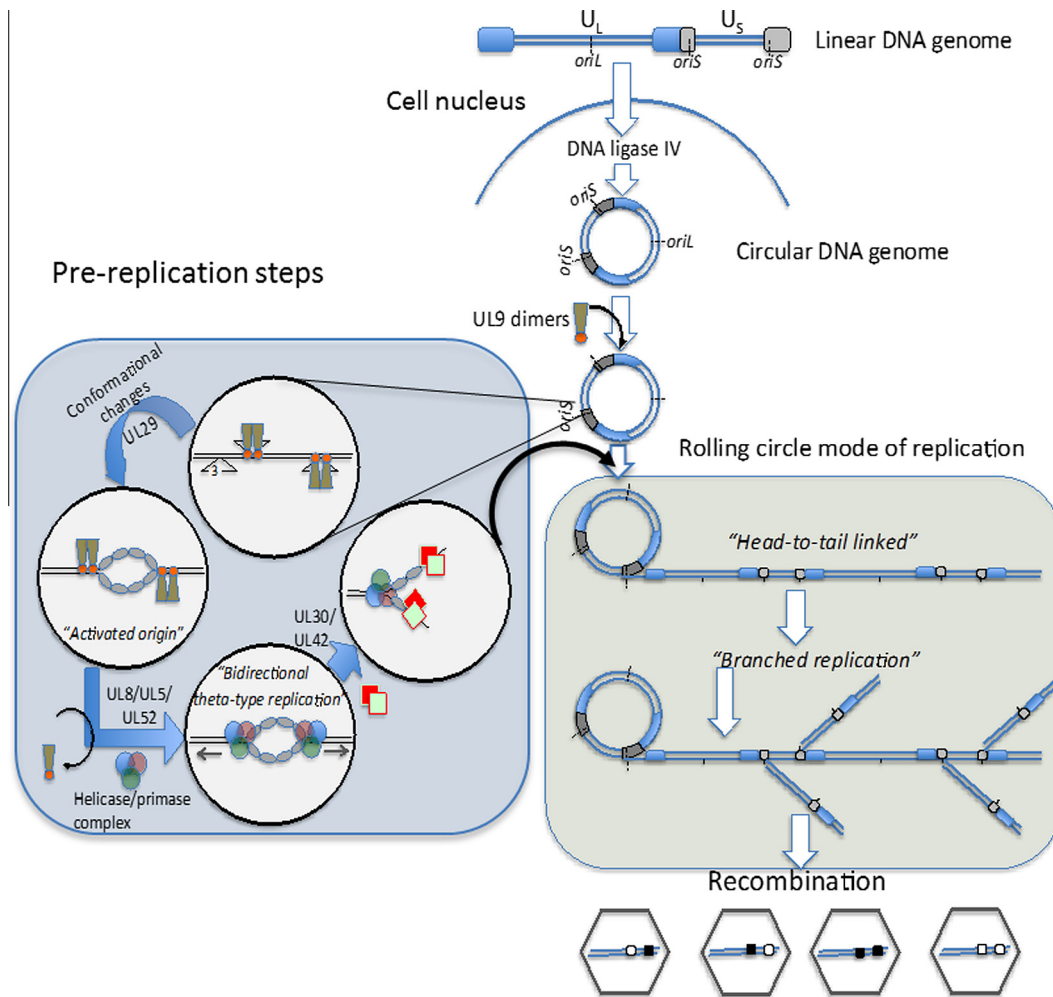 U_L
U_S
Linear DNA genome
oriL
oriS
oriS
Cell nucleus
DNA ligase IV
oriS
oriL
oriS
Circular DNA genome
Pre-replication steps
UL9 dimers
Conformational
changes
UL29
oriS
3
Rolling circle mode of replication
"Head-to-tail linked"
"Activated origin"
UL30/
UL42
"Branched replication"
"Bidirectional
theta-type replication"
UL8/UL5/
UL52
Helicase/primase
complex
Recombination